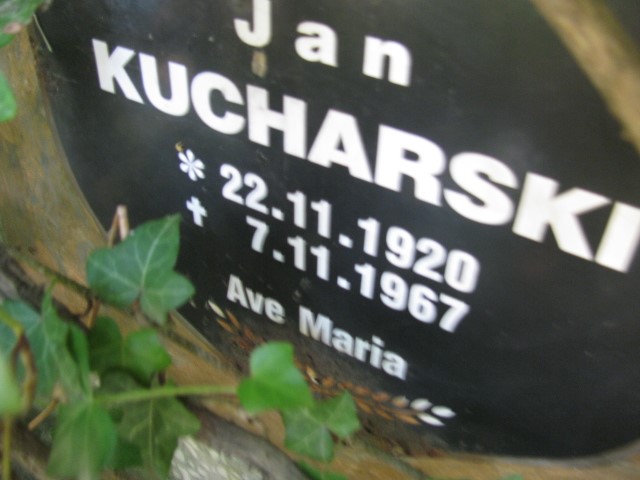 Jan
KUCHARSKI
* 22.11.1920
✝ 7.11.1967
Ave Maria